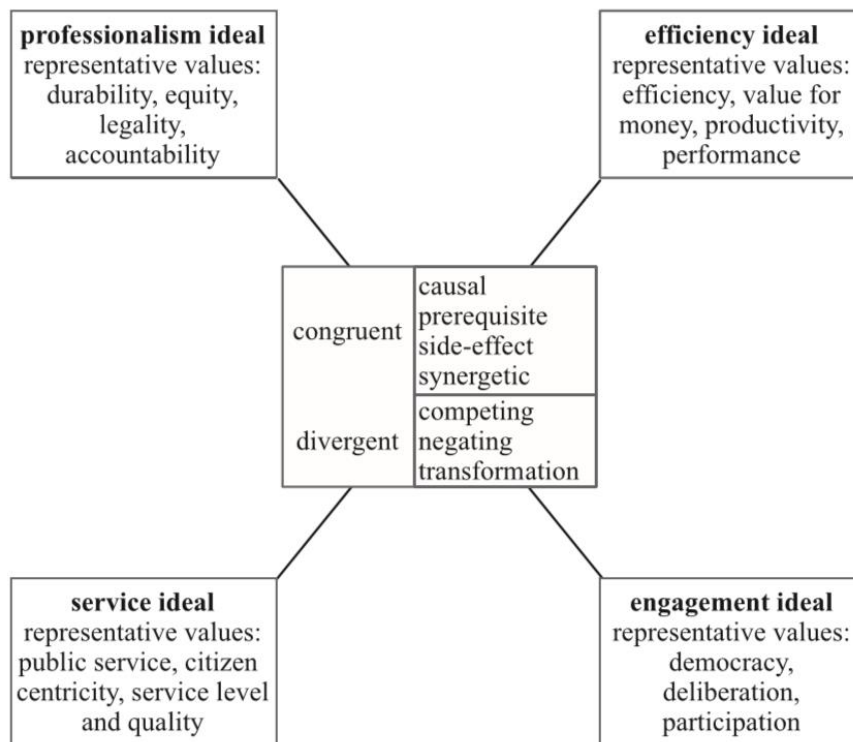 professionalism ideal
representative values:
durability, equity,
legality,
accountability
efficiency ideal
representative values:
efficiency, value for
money, productivity,
performance
congruent
causal
prerequisite
side-effect
synergetic
divergent
competing
negating
transformation
service ideal
representative values:
public service, citizen
centricity, service level
and quality
engagement ideal
representative values:
democracy,
deliberation,
participation